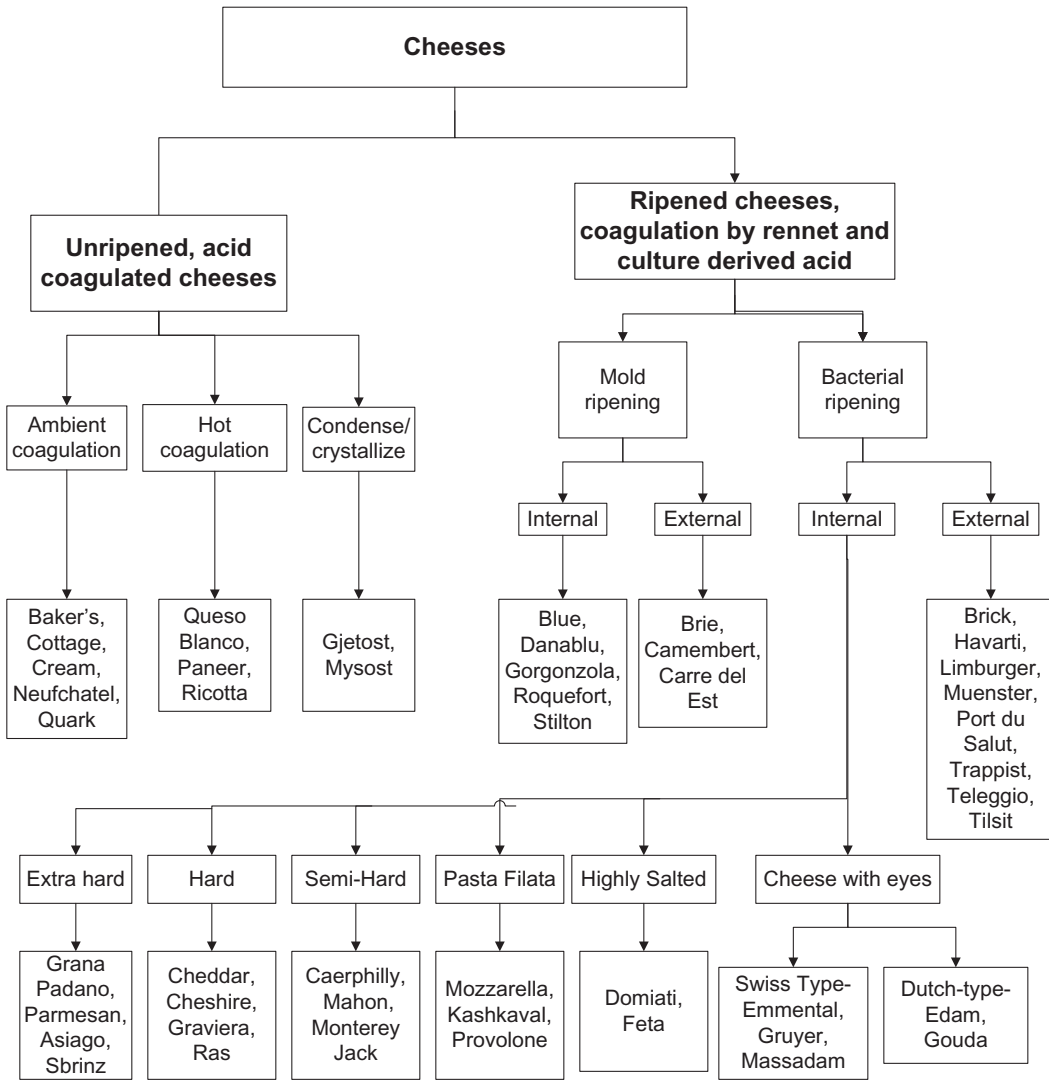 Cheeses
Unripened, acid
coagulated cheeses
Ripened cheeses,
coagulation by rennet and
culture derived acid
Ambient
coagulation
Hot
coagulation
Condense/
crystallize
Mold
ripening
Bacterial
ripening
Internal
External
Internal
External
Baker's,
Cottage,
Cream,
Neufchatel,
Quark
Queso
Blanco,
Paneer,
Ricotta
Gjetost,
Mysost
Blue,
Danablu,
Gorgonzola,
Roquefort,
Stilton
Brie,
Camembert,
Carre del
Est
Brick,
Havarti,
Limburger,
Muenster,
Port du
Salut,
Trappist,
Teleggio,
Tilsit
Extra hard
Hard
Semi-Hard
Pasta Filata
Highly Salted
Cheese with eyes
Grana
Padano,
Parmesan,
Asiago,
Sbrinz
Cheddar,
Cheshire,
Graviera,
Ras
Caerphilly,
Mahon,
Monterey
Jack
Mozzarella,
Kashkaval,
Provolone
Domiati,
Feta
Swiss Type-
Emmental,
Gruyer,
Massadam
Dutch-type-
Edam,
Gouda